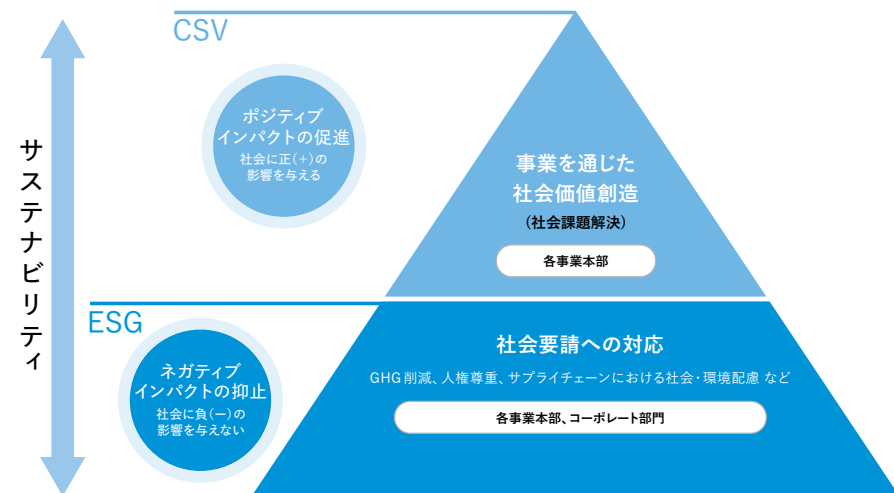 サステナビリティ
CSV
ポジティブ
インパクトの促進
社会に正(+)の
影響を与える
事業を通じた
社会価値創造
(社会課題解決)
各事業本部
ESG
ネガティブ
インパクトの抑止
社会に負(ー)の
影響を与えない
社会要請への対応
GHG削減、人権尊重、サプライチェーンにおける社会・環境配慮 など
各事業本部、コーポレート部門